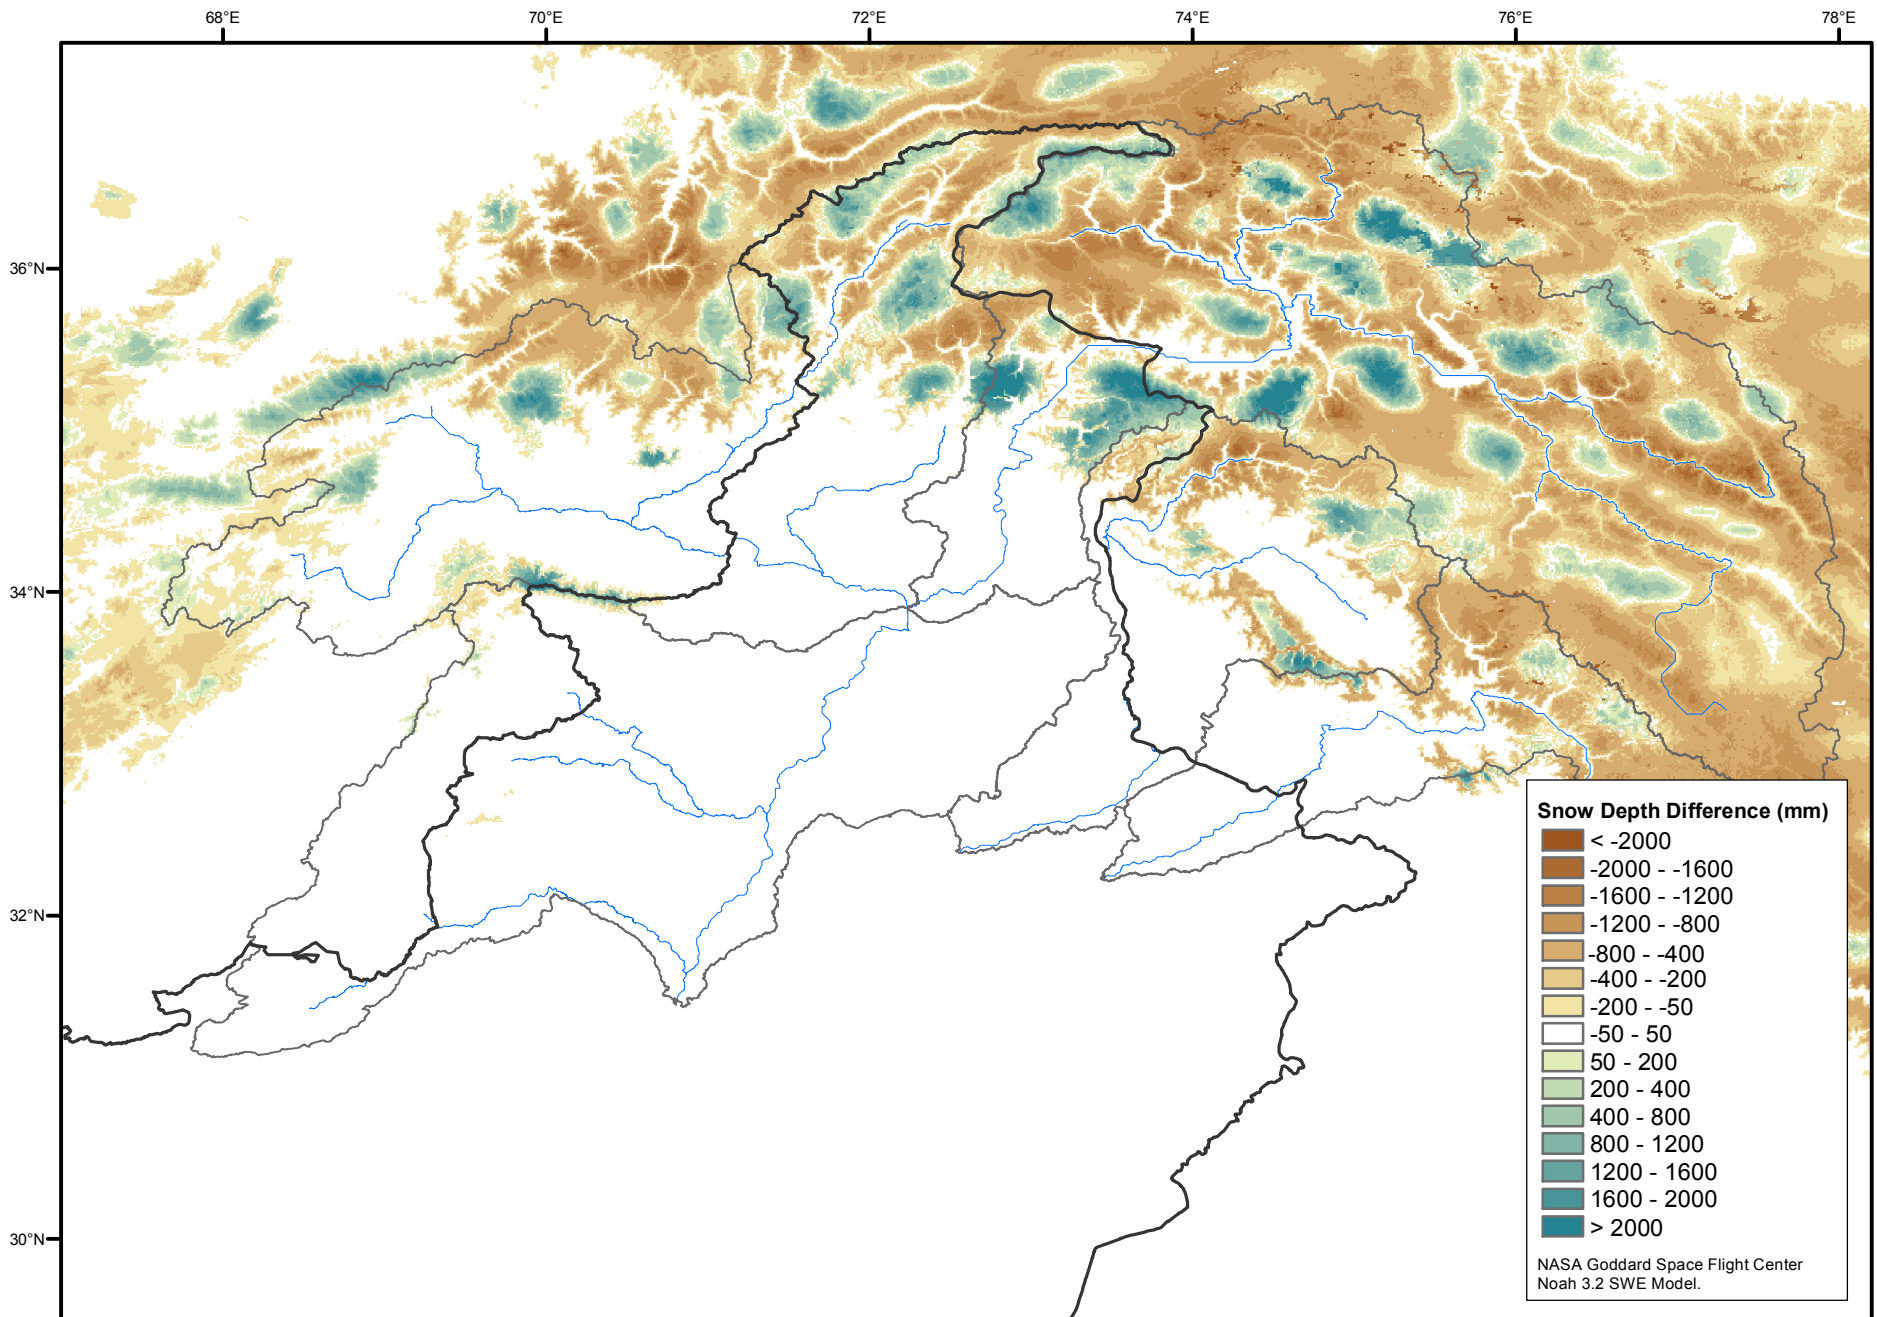 68°E
70°E
72°E
74°E
76°E
78°E
36°N
34°N
32°N
30°N
Snow Depth Difference (mm)
< -2000
-2000 - -1600
-1600 - -1200
-1200 - -800
-800 - -400
-400 - -200
-200 - -50
-50 - 50
50 - 200
200 - 400
400 - 800
800 - 1200
1200 - 1600
1600 - 2000
> 2000
NASA Goddard Space Flight Center
Noah 3.2 SWE Model.